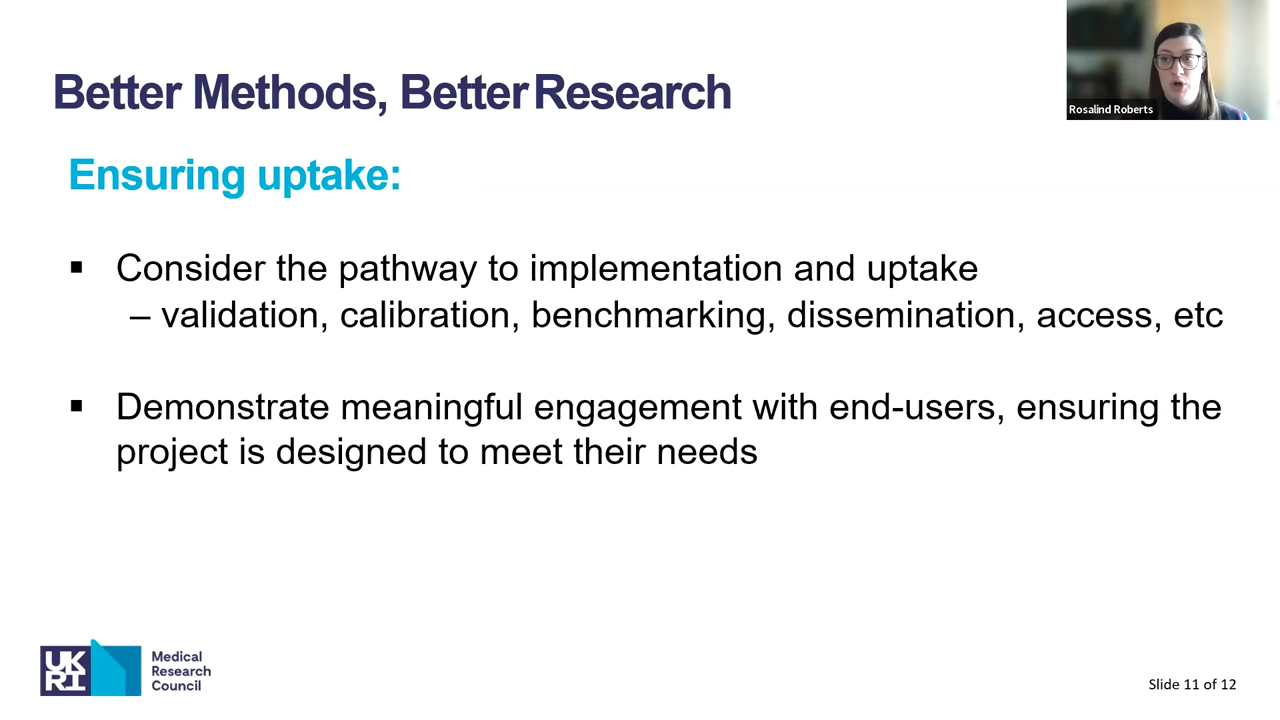 Better Methods, Better Research
Rosalind Roberts
Ensuring uptake:
▪ Consider the pathway to implementation and uptake
– validation, calibration, benchmarking, dissemination, access, etc
▪ Demonstrate meaningful engagement with end-users, ensuring the
project is designed to meet their needs
UK
RI
Medical
Research
Council
Slide 11 of 12